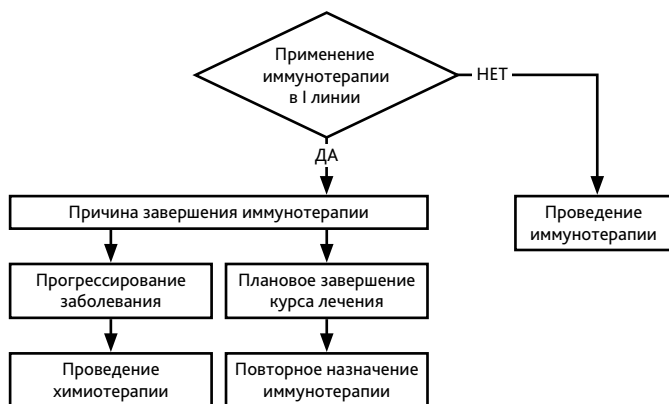 Применение
иммунотерапии
в I линии
НЕТ
ДА
Причина завершения иммунотерапии
Проведение
иммунотерапии
Прогрессирование
заболевания
Плановое завершение
курса лечения
Проведение
химиотерапии
Повторное назначение
иммунотерапии